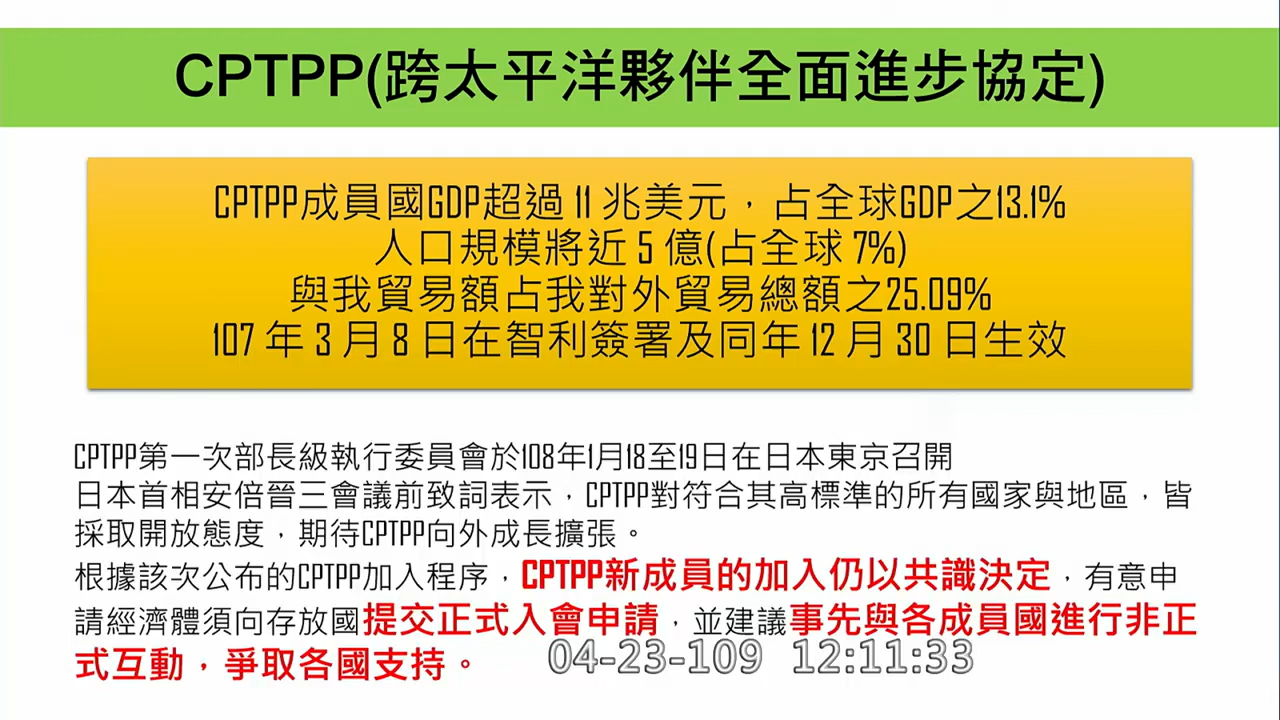 CPTPP(跨太平洋夥伴全面進步協定)
CPTPP成員國GDP超過 11 兆美元，占全球GDP之13.1%
人口規模將近 5 億(占全球 7%)
與我貿易額占我對外貿易總額之25.09%
107 年 3 月 8 日在智利簽署及同年 12 月 30 日生效
CPTPP第一次部長級執行委員會於108年1月18至19日在日本東京召開
日本首相安倍晉三會議前致詞表示，CPTPP對符合其高標準的所有國家與地區，皆
採取開放態度，期待CPTPP向外成長擴張。
根據該次公布的CPTPP加入程序，CPTPP新成員的加入仍以共識決定，有意申
請經濟體須向存放國提交正式入會申請，並建議事先與各成員國進行非正
式互動，爭取各國支持。
04-23-109 12:11:33